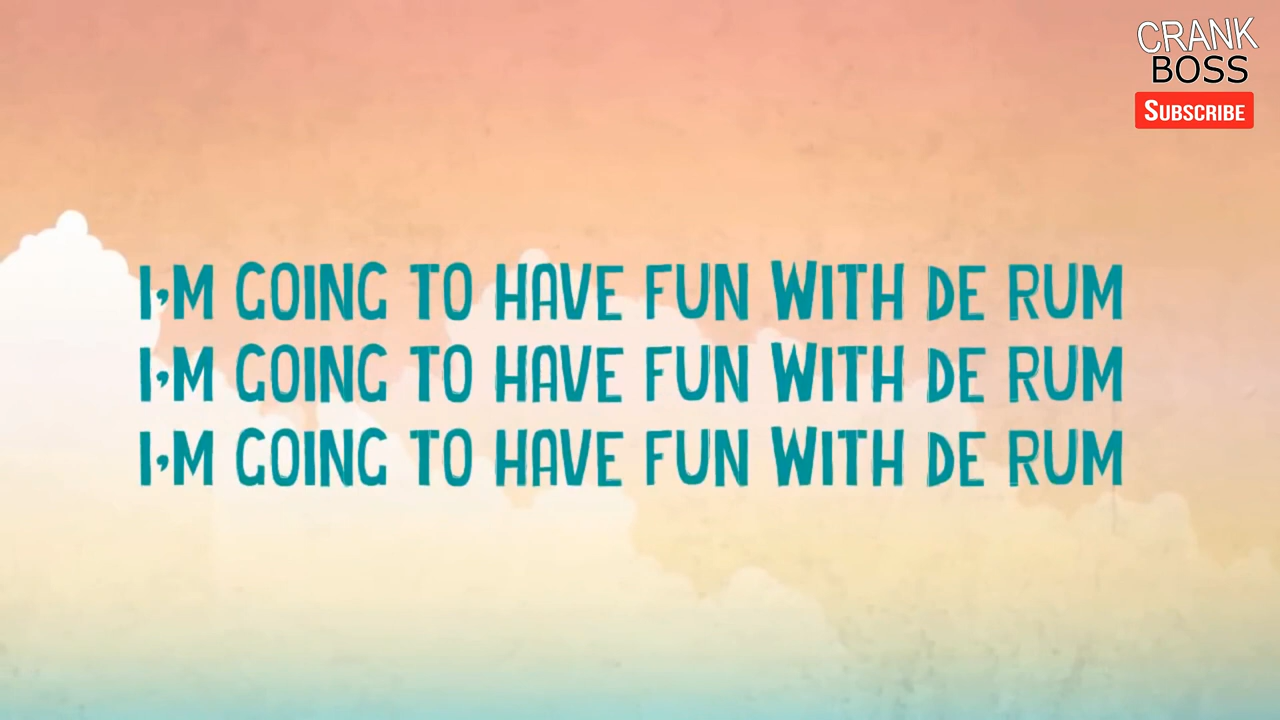 CRANK
BOSS
SUBSCRIBE
I,M GOING TO HAVE FUN WITH DE RUM
I,M GOING TO HAVE FUN WITH DE RUM
I,M GOING TO HAVE FUN WITH DE RUM